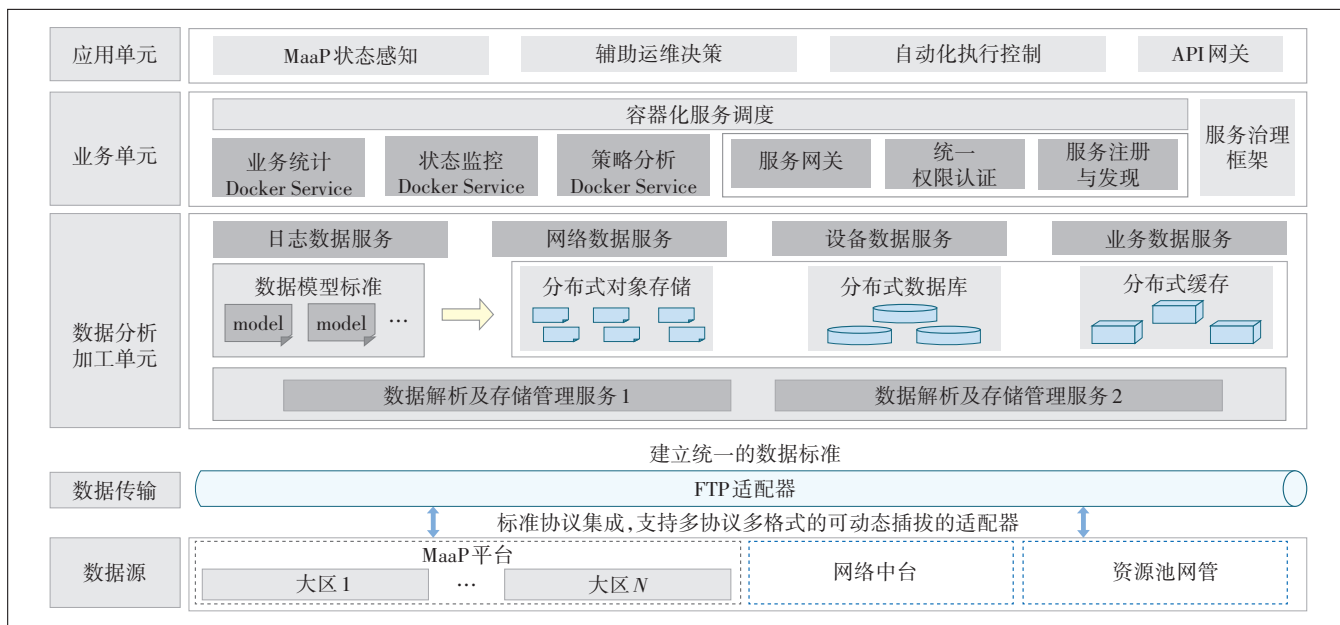 应用单元
MaaP状态感知
辅助运维决策
自动化执行控制
API网关
业务单元
容器化服务调度
业务统计
Docker Service
状态监控
Docker Service
策略分析
Docker Service
服务网关
统一
权限认证
服务注册
与发现
服务治理
框架
数据分析
加工单元
日志数据服务
网络数据服务
设备数据服务
业务数据服务
数据模型标准
model
model
…
分布式对象存储
分布式数据库
分布式缓存
数据解析及存储管理服务1
数据解析及存储管理服务2
建立统一的数据标准
数据传输
FTP适配器
标准协议集成,支持多协议多格式的可动态插拔的适配器
数据源
MaaP平台
大区1
…
大区N
网络中台
资源池网管